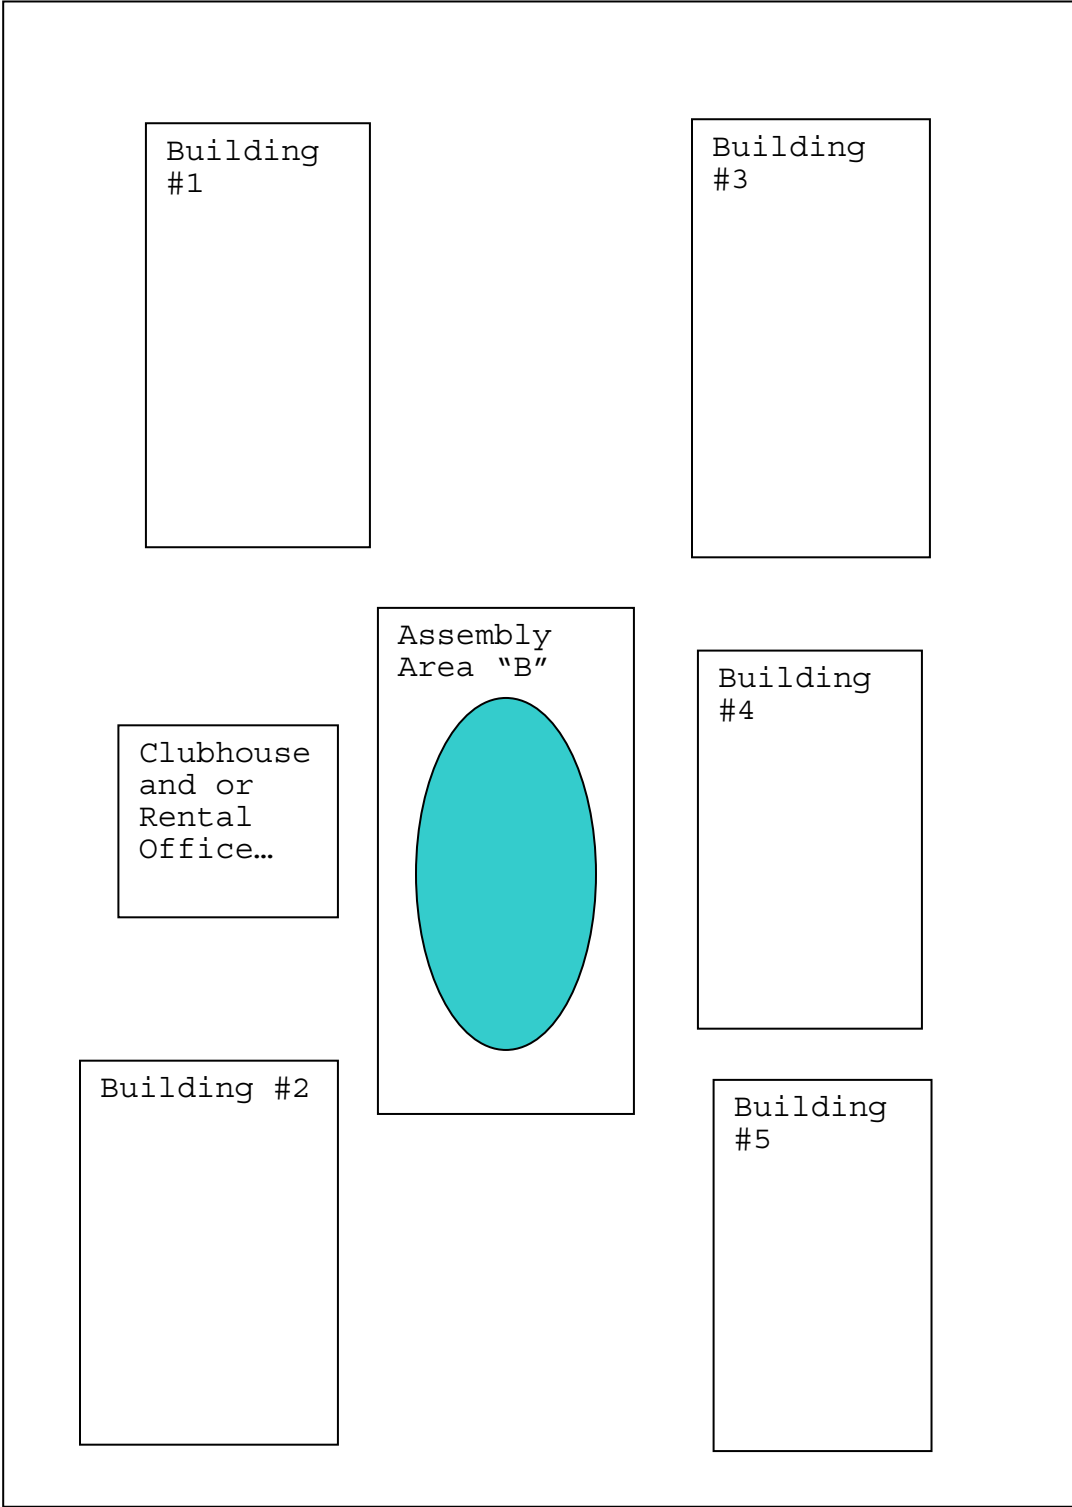 Building
#1
Building
#3
Assembly
Area “B”
Building
#4
Clubhouse
and or
Rental
Office…
Building #2
Building
#5